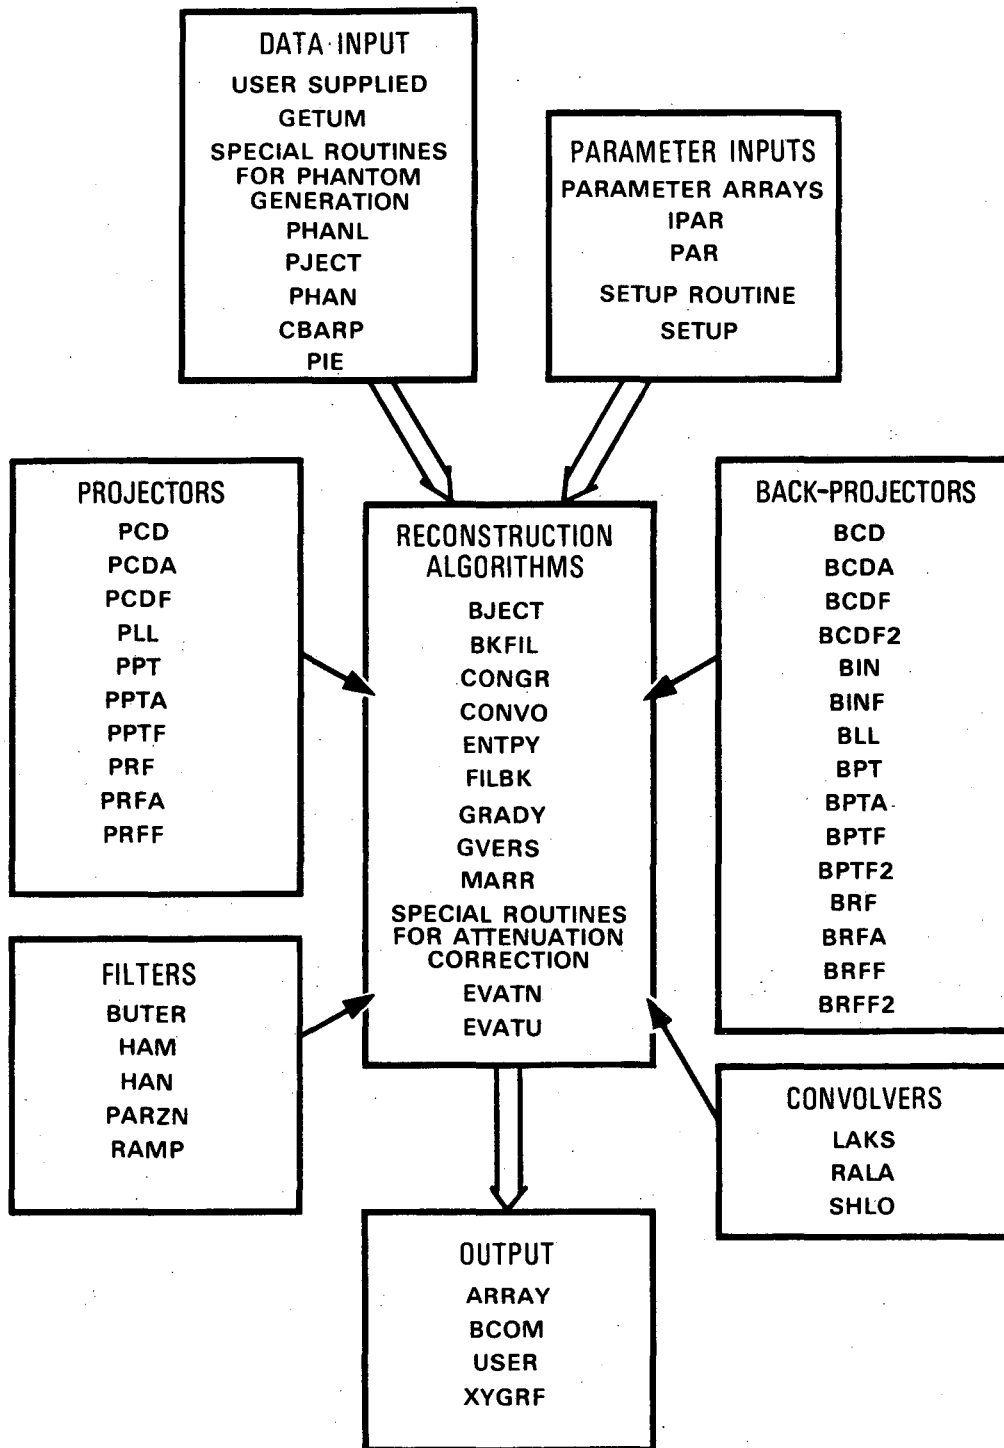 DATA INPUT
USER SUPPLIED
GETUM
SPECIAL ROUTINES
FOR PHANTOM
GENERATION
PHANL
PJECT
PHAN
CBARP
PIE
PARAMETER INPUTS
PARAMETER ARRAYS
IPAR
PAR
SETUP ROUTINE
SETUP
PROJECTORS
PCD
PCDA
PCDF
PLL
PPT
PPTA
PPTF
PRF
PRFA
PRFF
RECONSTRUCTION
ALGORITHMS
BJECT
BKFIL
CONGR
CONVO
ENTPY
FILBK
GRADY
GVERS
MARR
SPECIAL ROUTINES
FOR ATTENUATION
CORRECTION
EVATN
EVATU
BACK-PROJECTORS
BCD
BCDA
BCDF
BCDF2
BIN
BINF
BLL
BPT
BPTA
BPTF
BPTF2
BRF
BRFA
BRFF
BRFF2
FILTERS
BUTER
HAM
HAN
PARZN
RAMP
CONVOLVERS
LAKS
RALA
SHLO
OUTPUT
ARRAY
BCOM
USER
XYGRF